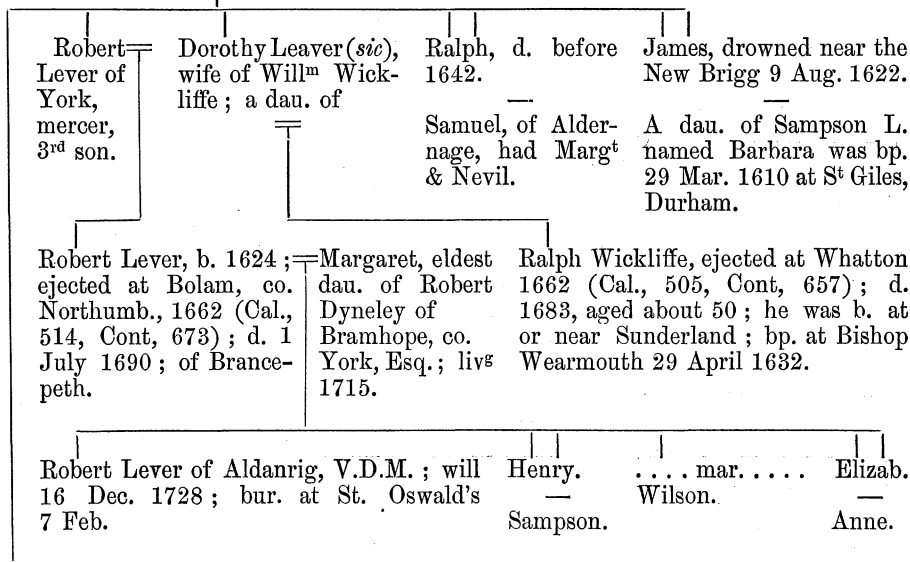 Robert
Lever of
York,
mercer,
3rd son.
Dorothy Leaver (sic),
wife of Willm Wick-
liffe ; a dau. of
Ralph, d. before
1642.
—
Samuel, of Alder-
nage, had Margt
& Nevil.
James, drowned near the
New Brigg 9 Aug. 1622.
—
A dau. of Sampson L.
named Barbara was bp.
29 Mar. 1610 at St Giles,
Durham.
Robert Lever, b. 1624 ;
ejected at Bolam, co.
Northumb., 1662 (Cal.,
514, Cont, 673) ; d. 1
July 1690 ; of Brance-
peth.
Margaret, eldest
dau. of Robert
Dyneley of
Bramhope, co.
York, Esq. ; livg
1715.
Ralph Wickliffe, ejected at Whatton
1662 (Cal., 505, Cont, 657) ; d.
1683, aged about 50 ; he was b. at
or near Sunderland ; bp. at Bishop
Wearmouth 29 April 1632.
Robert Lever of Aldanrig, V.D.M. ; will
16 Dec. 1728 ; bur. at St. Oswald's
7 Feb.
Henry.
—
Sampson.
. . . . mar. . . . .
Wilson.
Elizab.
—
Anne.